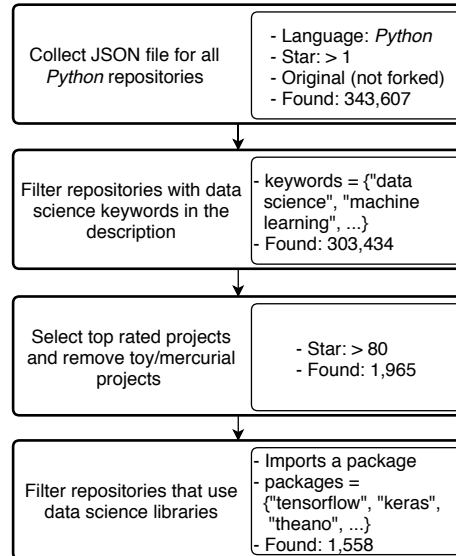 Collect JSON file for all
Python repositories
- Language: Python
- Star: > 1
- Original (not forked)
- Found: 343,607
Filter repositories with data
science keywords in the
description
- keywords = {"data
science", "machine
learning", ...}
- Found: 303,434
Select top rated projects
and remove toy/mercurial
projects
- Star: > 80
- Found: 1,965
Filter repositories that use
data science libraries
- Imports a package
- packages =
{"tensorflow", "keras",
"theano", ...}
- Found: 1,558